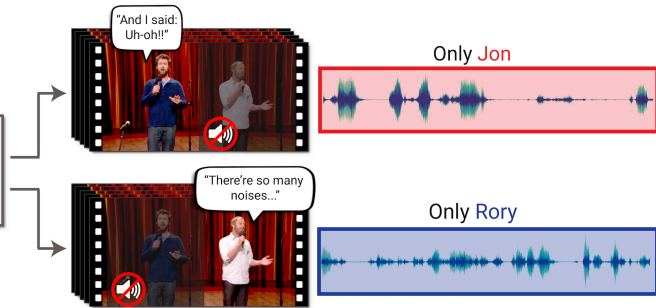 "And I said:
Uh-oh!!"
Only Jon
"There're so many
noises..."
Only Rory